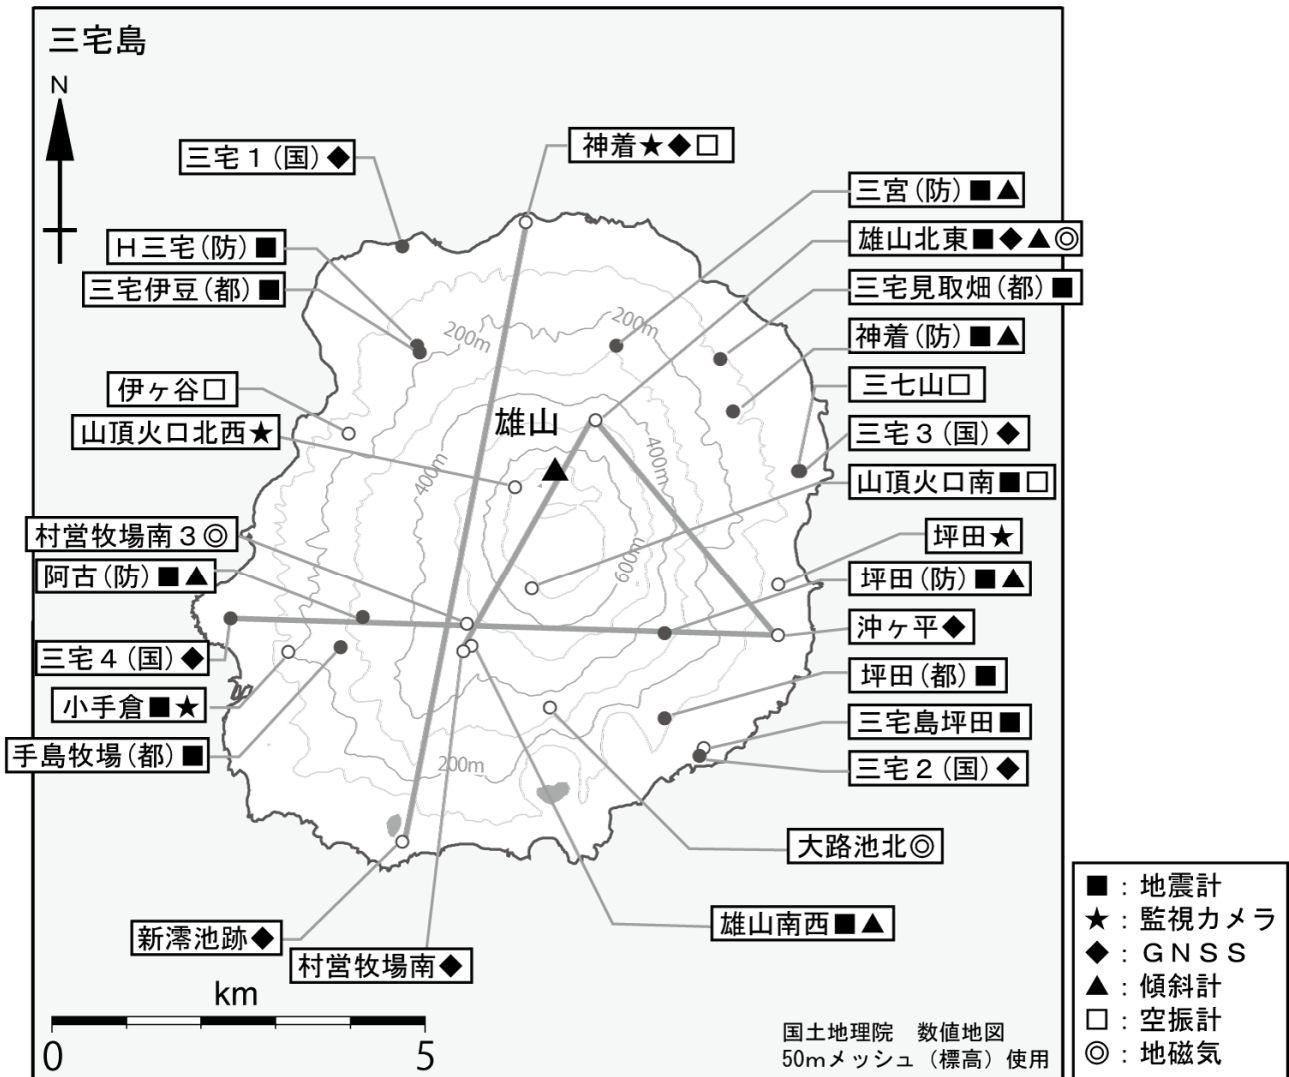 三宅島
N
三宅1(国)◆
神着★◆□
三宮(防)■▲
H三宅(防)■
雄山北東■◆▲◎
三宅伊豆(都)■
三宅見取畑(都)■
200m
200m
神着(防)■▲
伊ヶ谷□
三七山□
雄山
山頂火口北西★
三宅3(国)◆
400m
400m
山頂火口南■□
村営牧場南3◎
坪田★
600m
阿古(防)■▲
坪田(防)■▲
沖ヶ平◆
三宅4(国)◆
坪田(都)■
小手倉■★
三宅島坪田■
手島牧場(都)■
200m
三宅2(国)◆
大路池北◎
雄山南西■▲
新澪池跡◆
村営牧場南◆
km
0
5
国土地理院 数値地図
50mメッシュ(標高)使用
■:地震計
★:監視カメラ
◆:GNSS
▲:傾斜計
□:空振計
◎:地磁気